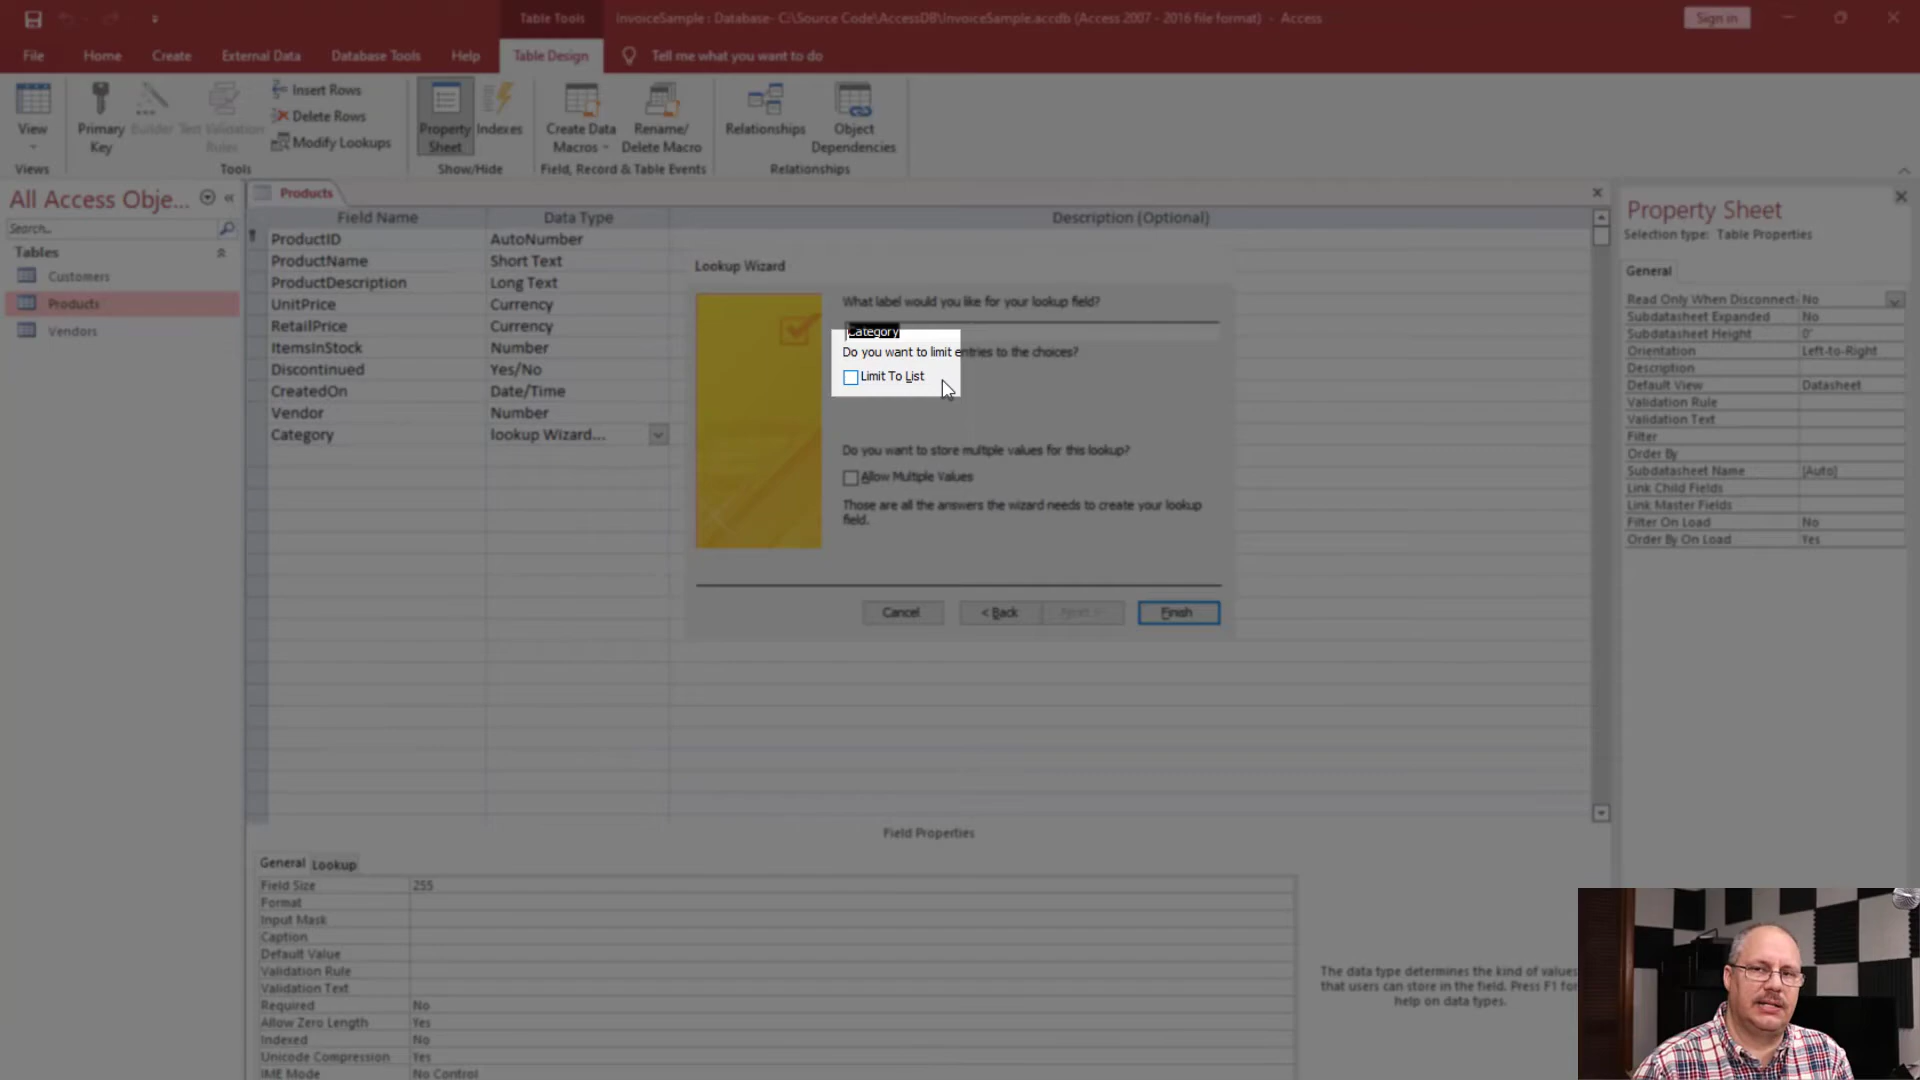 Table Tools
InvoiceSample : Database- C:\Source Code\AccessDB\InvoiceSample.accdb (Access 2007 - 2016 file format) - Access
Sign in
File Home Create External Data Database Tools Help Table Design Tell me what you want to do
View
Primary Key
Builder
Test Validation Rules
Insert Rows
Delete Rows
Modify Lookups
Property Sheet
Indexes
Create Data Macros
Rename/ Delete Macro
Relationships
Object Dependencies
Views
Tools
Show/Hide
Field, Record & Table Events
Relationships
All Access Obje...
Search...
Tables
Customers
Products
Vendors
Products
Field Name Data Type Description (Optional)
ProductID AutoNumber
ProductName Short Text
ProductDescription Long Text
UnitPrice Currency
RetailPrice Currency
ItemsInStock Number
Discontinued Yes/No
CreatedOn Date/Time
Vendor Number
Category lookup Wizard...
Lookup Wizard
What label would you like for your lookup field?
Category
Do you want to limit entries to the choices?
Limit To List
Do you want to store multiple values for this lookup?
Allow Multiple Values
Those are all the answers the wizard needs to create your lookup
field.
Cancel
< Back
Next >
Finish
Property Sheet
Selection type: Table Properties
General
Read Only When Disconnect No
Subdatasheet Expanded No
Subdatasheet Height 0"
Orientation Left-to-Right
Description
Default View Datasheet
Validation Rule
Validation Text
Filter
Order By
Subdatasheet Name [Auto]
Link Child Fields
Link Master Fields
Filter On Load No
Order By On Load Yes
Field Properties
General Lookup
Field Size 255
Format
Input Mask
Caption
Default Value
Validation Rule
Validation Text
Required No
Allow Zero Length Yes
Indexed No
Unicode Compression Yes
IME Mode No Control
The data type determines the kind of values
that users can store in the field. Press F1 for
help on data types.